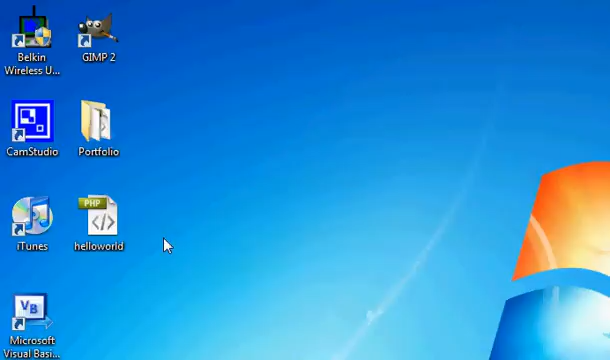 Belkin
Wireless U...
GIMP 2
CamStudio
Portfolio
PHP
</>
iTunes
helloworld
VB
Microsoft
Visual Basi...